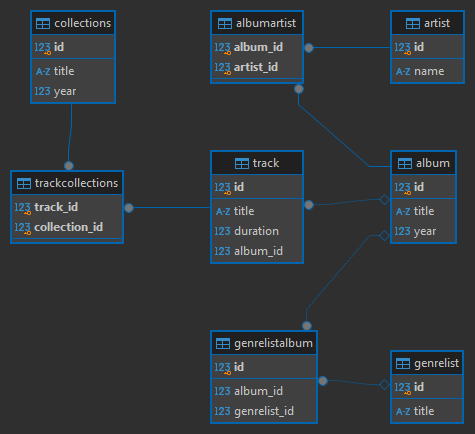 collections
123 id
A-Z title
123 year
albumartist
123 album_id
123 artist_id
artist
123 id
A-Z name
trackcollections
123 track_id
123 collection_id
track
123 id
A-Z title
123 duration
123 album_id
album
123 id
A-Z title
123 year
genrelistalbum
123 id
123 album_id
123 genrelist_id
genrelist
123 id
A-Z title